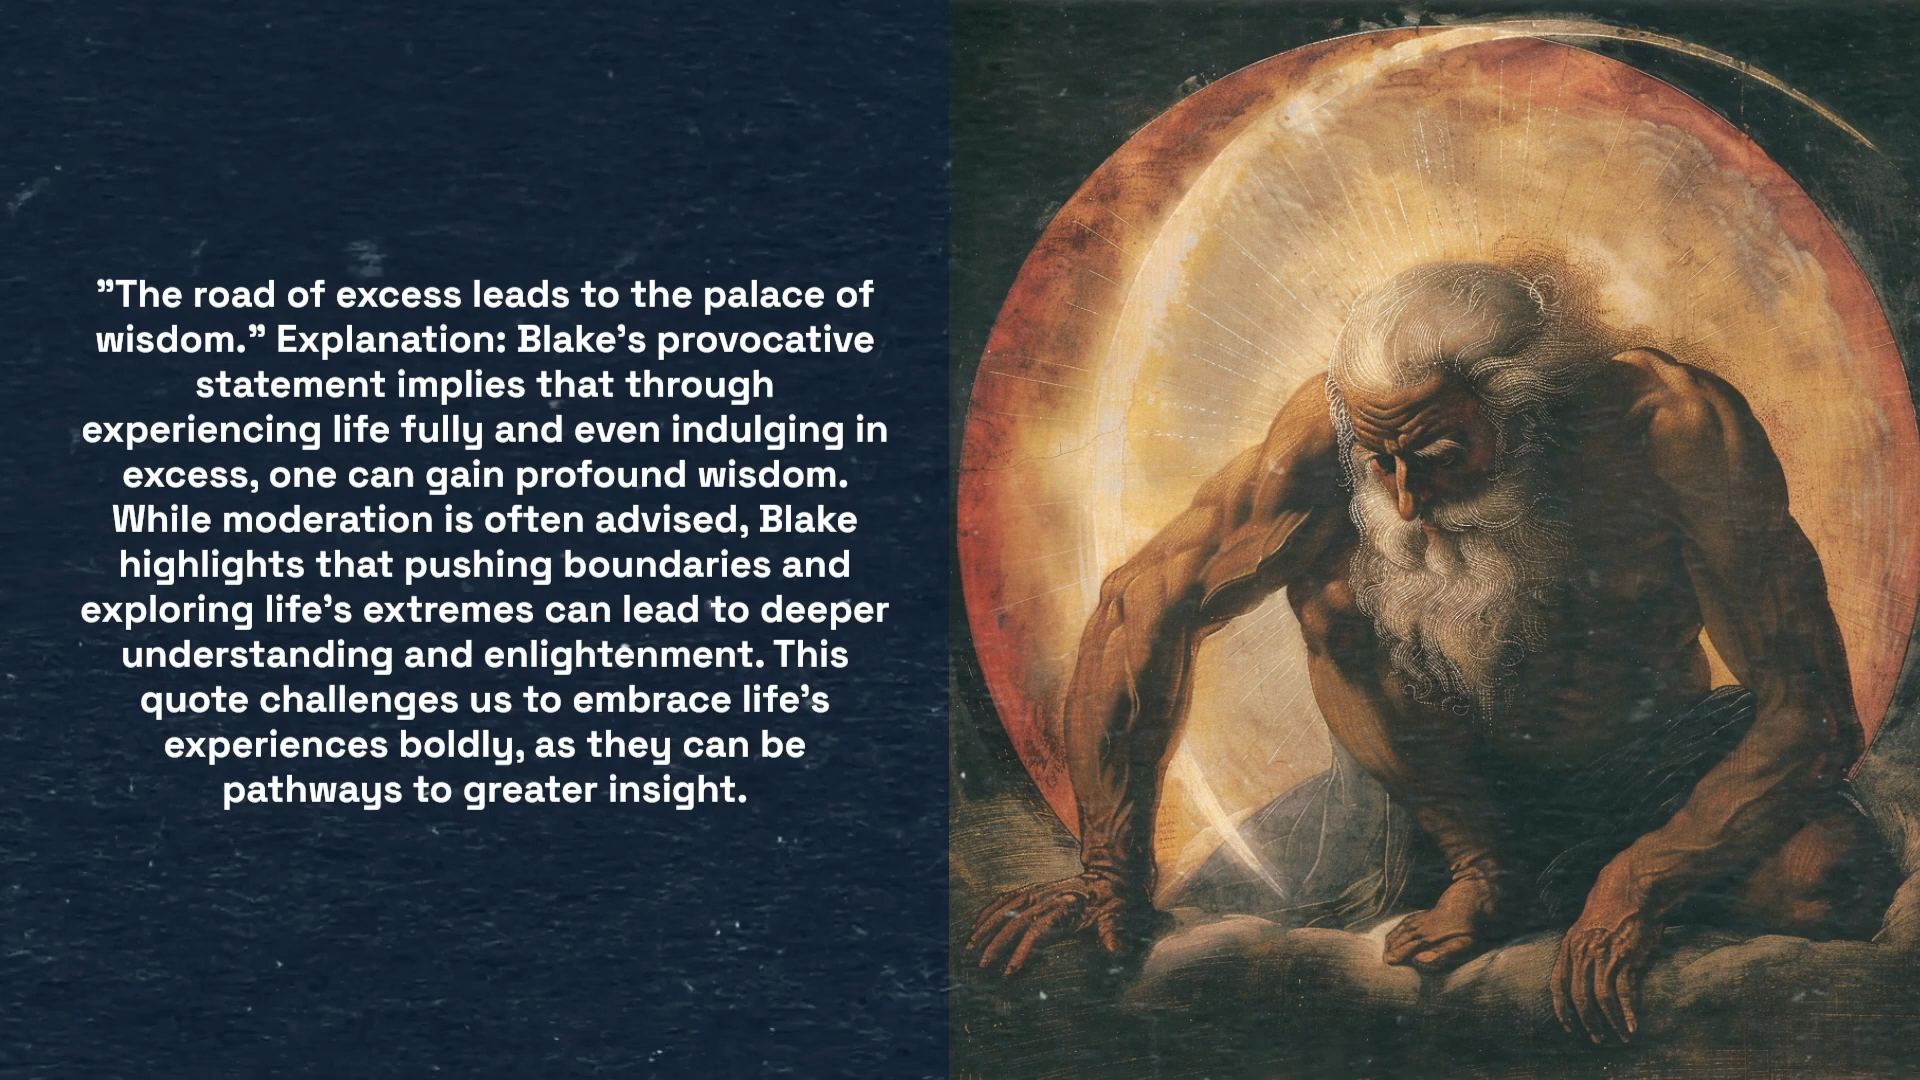 ”The road of excess leads to the palace of
wisdom.” Explanation: Blake’s provocative
statement implies that through
experiencing life fully and even indulging in
excess, one can gain profound wisdom.
While moderation is often advised, Blake
highlights that pushing boundaries and
exploring life’s extremes can lead to deeper
understanding and enlightenment. This
quote challenges us to embrace life’s
experiences boldly, as they can be
pathways to greater insight.